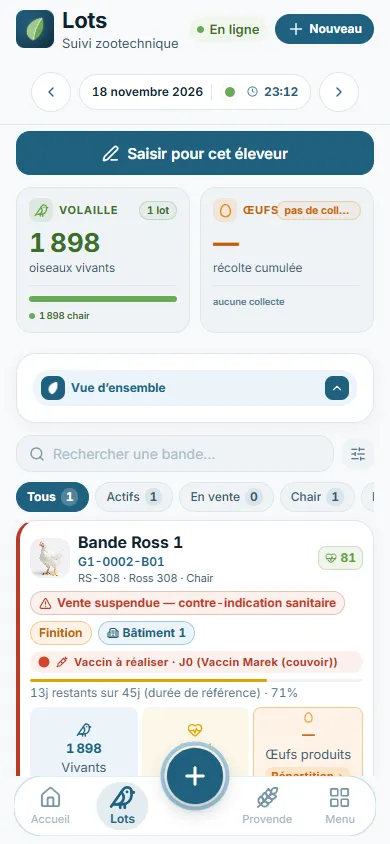 Lots
Suivi zootechnique
En ligne
Nouveau
18 novembre 2026
23:12
Saisir pour cet éleveur
VOLAILLE
1 lot
1 898
oiseaux vivants
1 898 chair
ŒUFS
pas de coll...
—
récolte cumulée
aucune collecte
Vue d'ensemble
Rechercher une bande...
Tous 1
Actifs 1
En vente 0
Chair 1
Bande Ross 1
G1-0002-B01
RS-308 · Ross 308 · Chair
81
Vente suspendue — contre-indication sanitaire
Finition
Bâtiment 1
Vaccin à réaliser · J0 (Vaccin Marek (couvoir))
13j restants sur 45j (durée de référence) · 71%
1 898
Vivants
—
Œufs produits
Répartition
Accueil
Lots
Provende
Menu